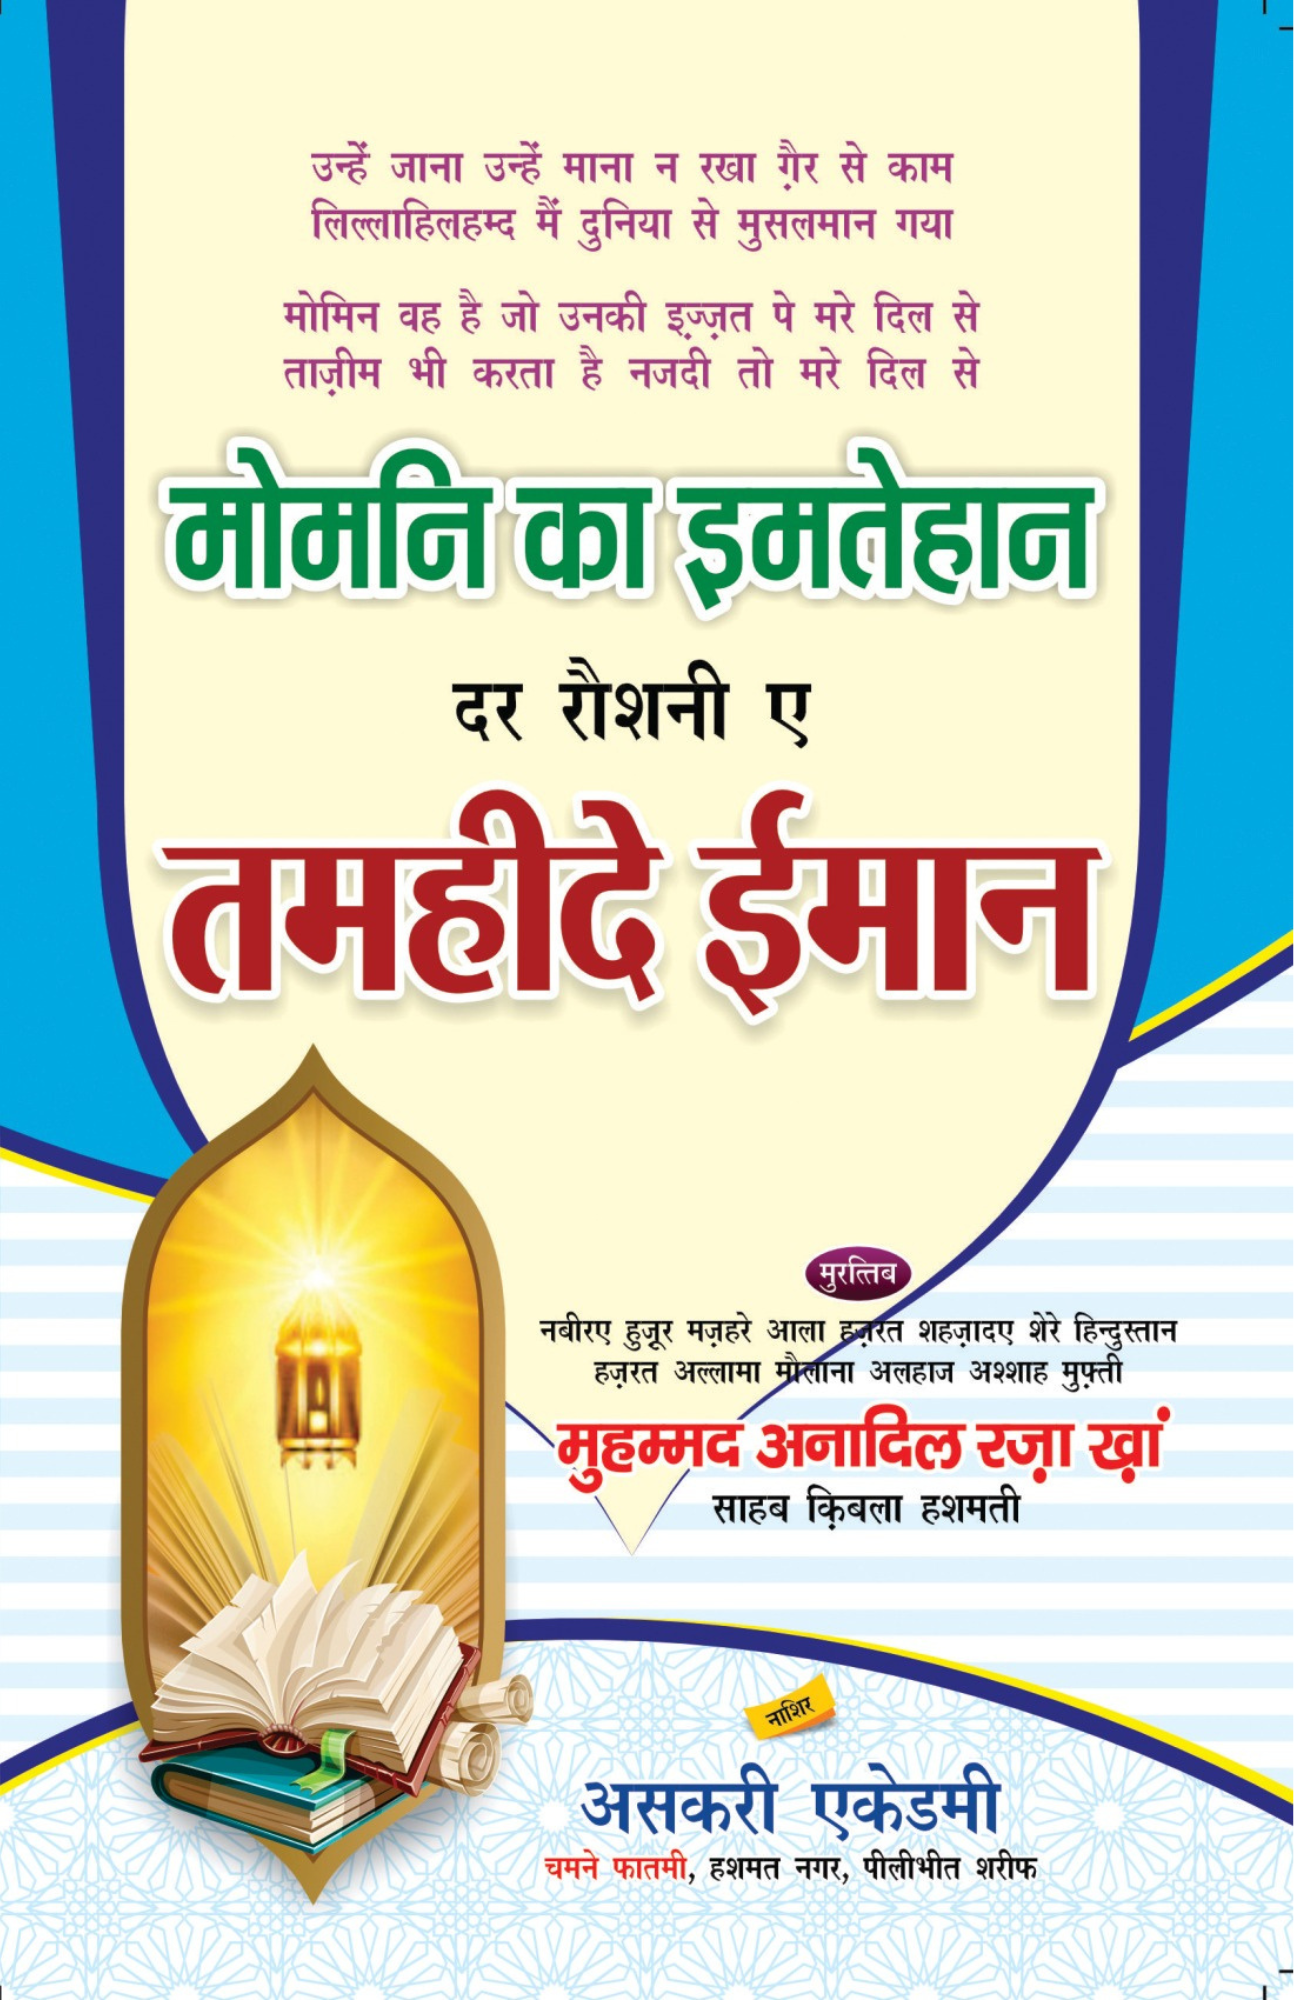 उन्हें जाना उन्हें माना न रखा ग़ैर से काम
लिल्लाहिलहम्द मैं दुनिया से मुसलमान गया
मोमिन वह है जो उनकी इज़्ज़त पे मरे दिल से
ताज़ीम भी करता है नजदी तो मरे दिल से
मोमनि का इमतेहान
दर रौशनी ए
तमहीदे ईमान
मुरत्तिब
नबीरए हुजूर मज़हरे आला हज़रत शहज़ादए शेरे हिन्दुस्तान
हज़रत अल्लामा मौलाना अलहाज अश्शाह मुफ़्ती
मुहम्मद अनादिल रज़ा ख़ां
साहब क़िबला हशमती
नाशिर
असकरी एकेडमी
चमने फातमी, हशमत नगर, पीलीभीत शरीफ